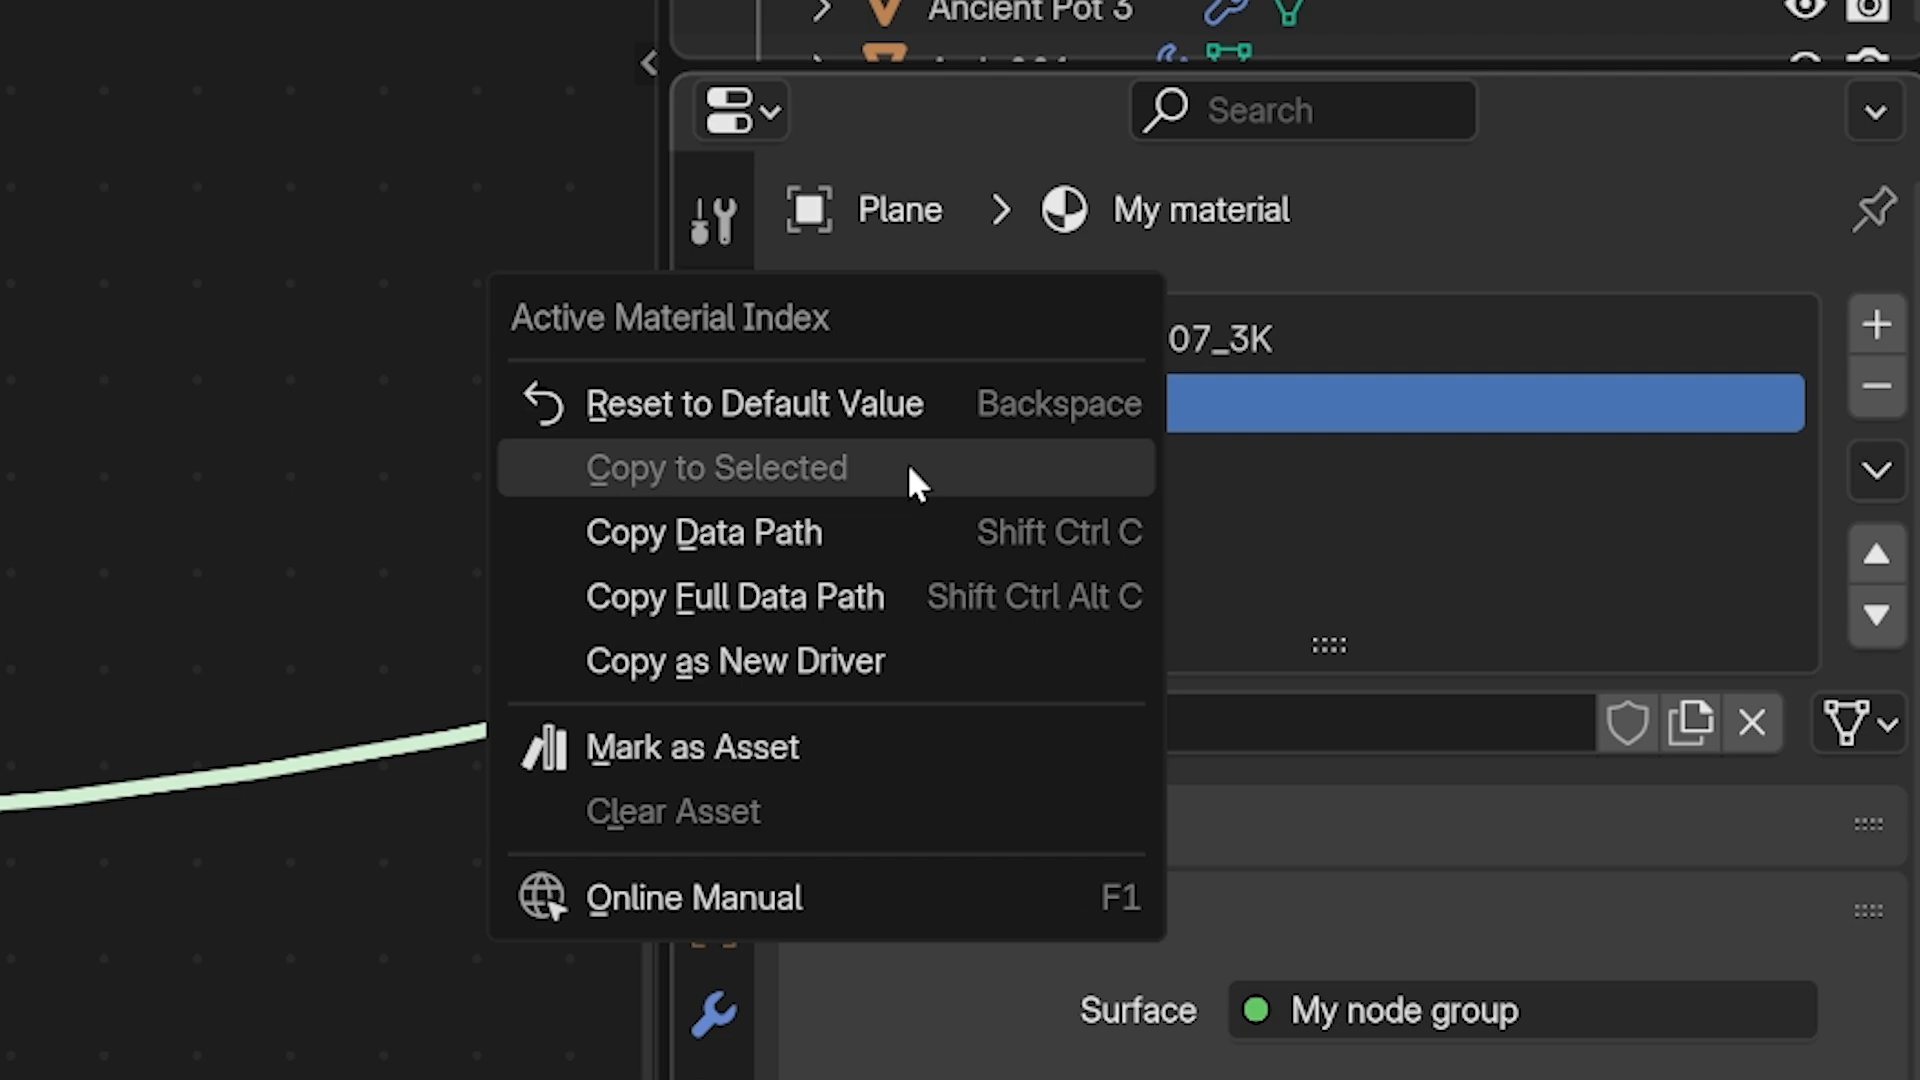 Ancient Pot 3
Search
Plane
My material
Active Material Index
07_3K
Reset to Default Value Backspace
Copy to Selected
Copy Data Path Shift Ctrl C
Copy Full Data Path Shift Ctrl Alt C
Copy as New Driver
Mark as Asset
Clear Asset
Online Manual F1
Surface My node group